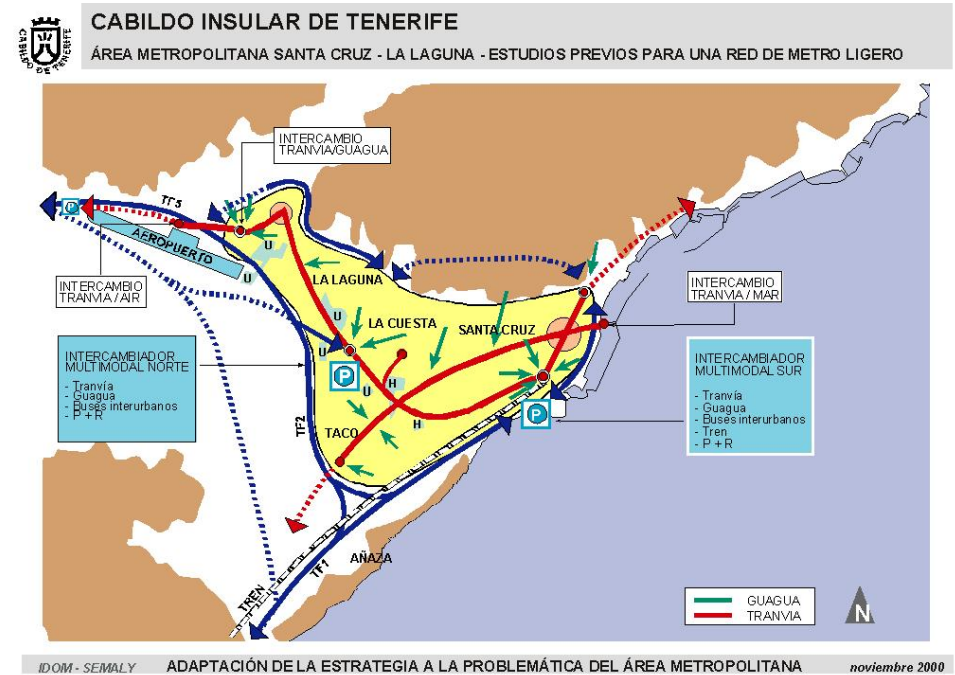 CABILDO DE TENERIFE
CABILDO INSULAR DE TENERIFE
ÁREA METROPOLITANA SANTA CRUZ - LA LAGUNA - ESTUDIOS PREVIOS PARA UNA RED DE METRO LIGERO
INTERCAMBIO
TRANVIA/GUAGUA
TF5
P
AEROPUERTO
U
U
LA LAGUNA
INTERCAMBIO
TRANVIA / AIR
INTERCAMBIO
TRANVIA / MAR
U
LA CUESTA
SANTA CRUZ
U
P
U
H
H
INTERCAMBIADOR
MULTIMODAL NORTE
- Tranvía
- Guagua
- Buses interurbanos
- P + R
INTERCAMBIADOR
MULTIMODAL SUR
- Tranvía
- Guagua
- Buses interurbanos
- Tren
- P + R
P
TF2
TACO
AÑAZA
TF1
TREN
GUAGUA
TRANVIA
N
IDOM - SEMALY
ADAPTACIÓN DE LA ESTRATEGIA A LA PROBLEMÁTICA DEL ÁREA METROPOLITANA
noviembre 2000